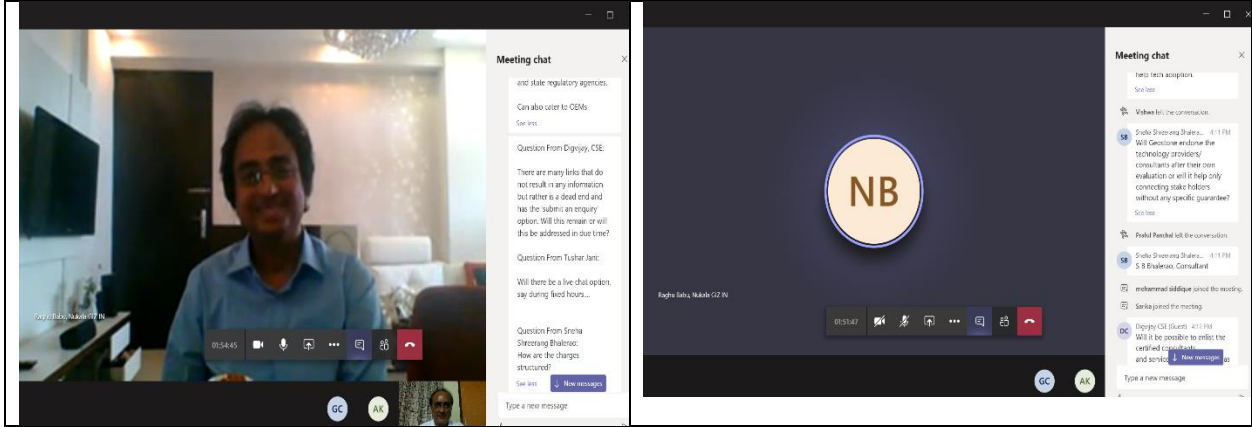 Meeting chat
and state regulatory agencies.
Can also cater to OEMs
See less
Question From Digvijay, CSE:
There are many links that do
not result in any information
but rather is a dead end and
has the 'submit an enquiry'
option. Will this remain or will
this be addressed in due time?
Question From Tushar Jani:
Will there be a live chat option,
say during fixed hours...
Question From Sneha
Shreerang Bhalerao:
How are the charges
structured?
See less
New messages
Type a new message
Raghu Babu, Nukala GIZ IN
01:54:45
GC
AK
Meeting chat
help tech adoption.
See less
Vishwa left the conversation.
SB
Sneha Shreerang Bhalera... 4:11 PM
Will Geostone endorse the
technology providers/
consultants after their own
evaluation or will it help only
connecting stake holders
without any specific guarantee?
See less
Praful Panchal left the conversation.
SB
Sneha Shreerang Bhalera... 4:11 PM
S B Bhalerao, Consultant
mohammad siddique joined the meeting.
Sarika joined the meeting.
DC
Digvijay CSE (Guest) 4:12 PM
Will it be possible to enlist the
certified consultants
and servic
as
New messages
Type a new message
NB
Raghu Babu, Nukala GIZ IN
01:51:47
GC
AK